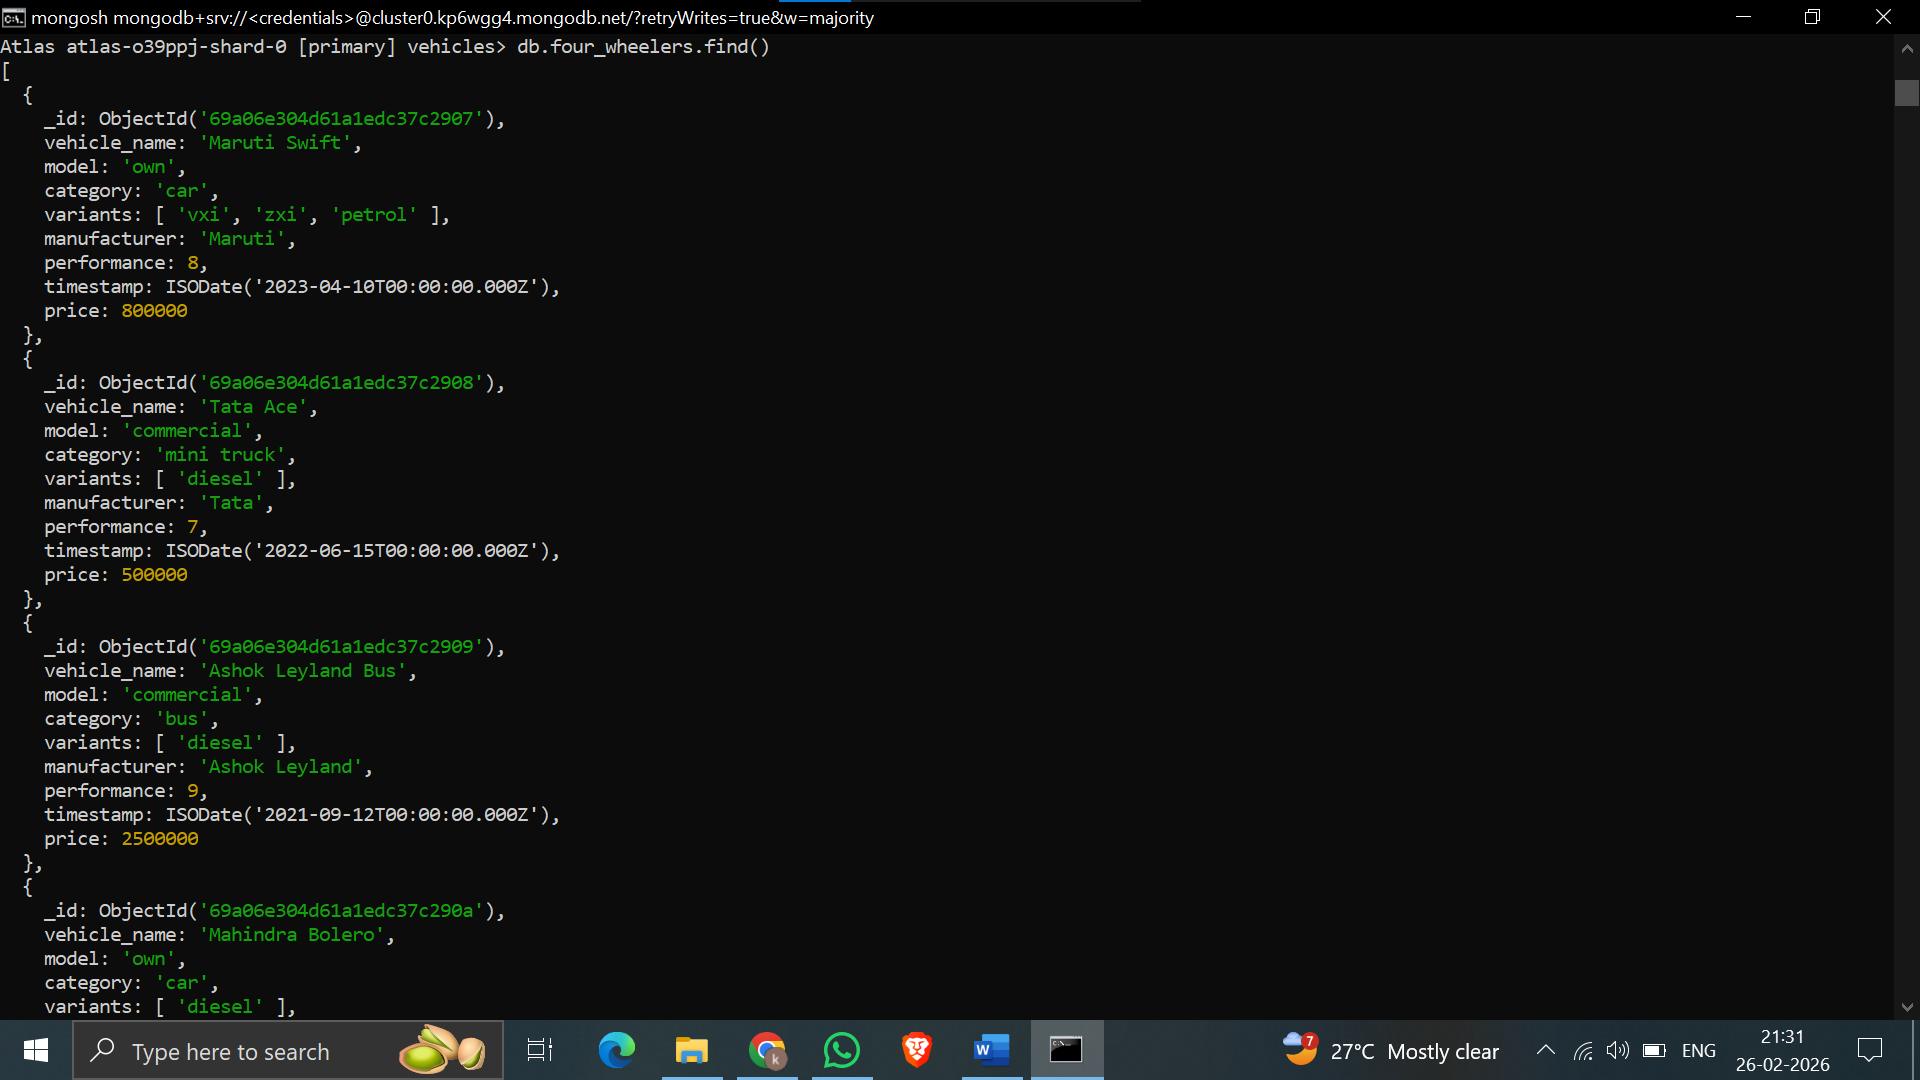 mongosh mongodb+srv://<credentials>@cluster0.kp6wgg4.mongodb.net/?retryWrites=true&w=majority
Atlas atlas-o39ppj-shard-0 [primary] vehicles> db.four_wheelers.find()
[
  {
    _id: ObjectId('69a06e304d61a1edc37c2907'),
    vehicle_name: 'Maruti Swift',
    model: 'own',
    category: 'car',
    variants: [ 'vxi', 'zxi', 'petrol' ],
    manufacturer: 'Maruti',
    performance: 8,
    timestamp: ISODate('2023-04-10T00:00:00.000Z'),
    price: 800000
  },
  {
    _id: ObjectId('69a06e304d61a1edc37c2908'),
    vehicle_name: 'Tata Ace',
    model: 'commercial',
    category: 'mini truck',
    variants: [ 'diesel' ],
    manufacturer: 'Tata',
    performance: 7,
    timestamp: ISODate('2022-06-15T00:00:00.000Z'),
    price: 500000
  },
  {
    _id: ObjectId('69a06e304d61a1edc37c2909'),
    vehicle_name: 'Ashok Leyland Bus',
    model: 'commercial',
    category: 'bus',
    variants: [ 'diesel' ],
    manufacturer: 'Ashok Leyland',
    performance: 9,
    timestamp: ISODate('2021-09-12T00:00:00.000Z'),
    price: 2500000
  },
  {
    _id: ObjectId('69a06e304d61a1edc37c290a'),
    vehicle_name: 'Mahindra Bolero',
    model: 'own',
    category: 'car',
    variants: [ 'diesel' ],
Type here to search
k
W
7
27°C Mostly clear
ENG
21:31
26-02-2026